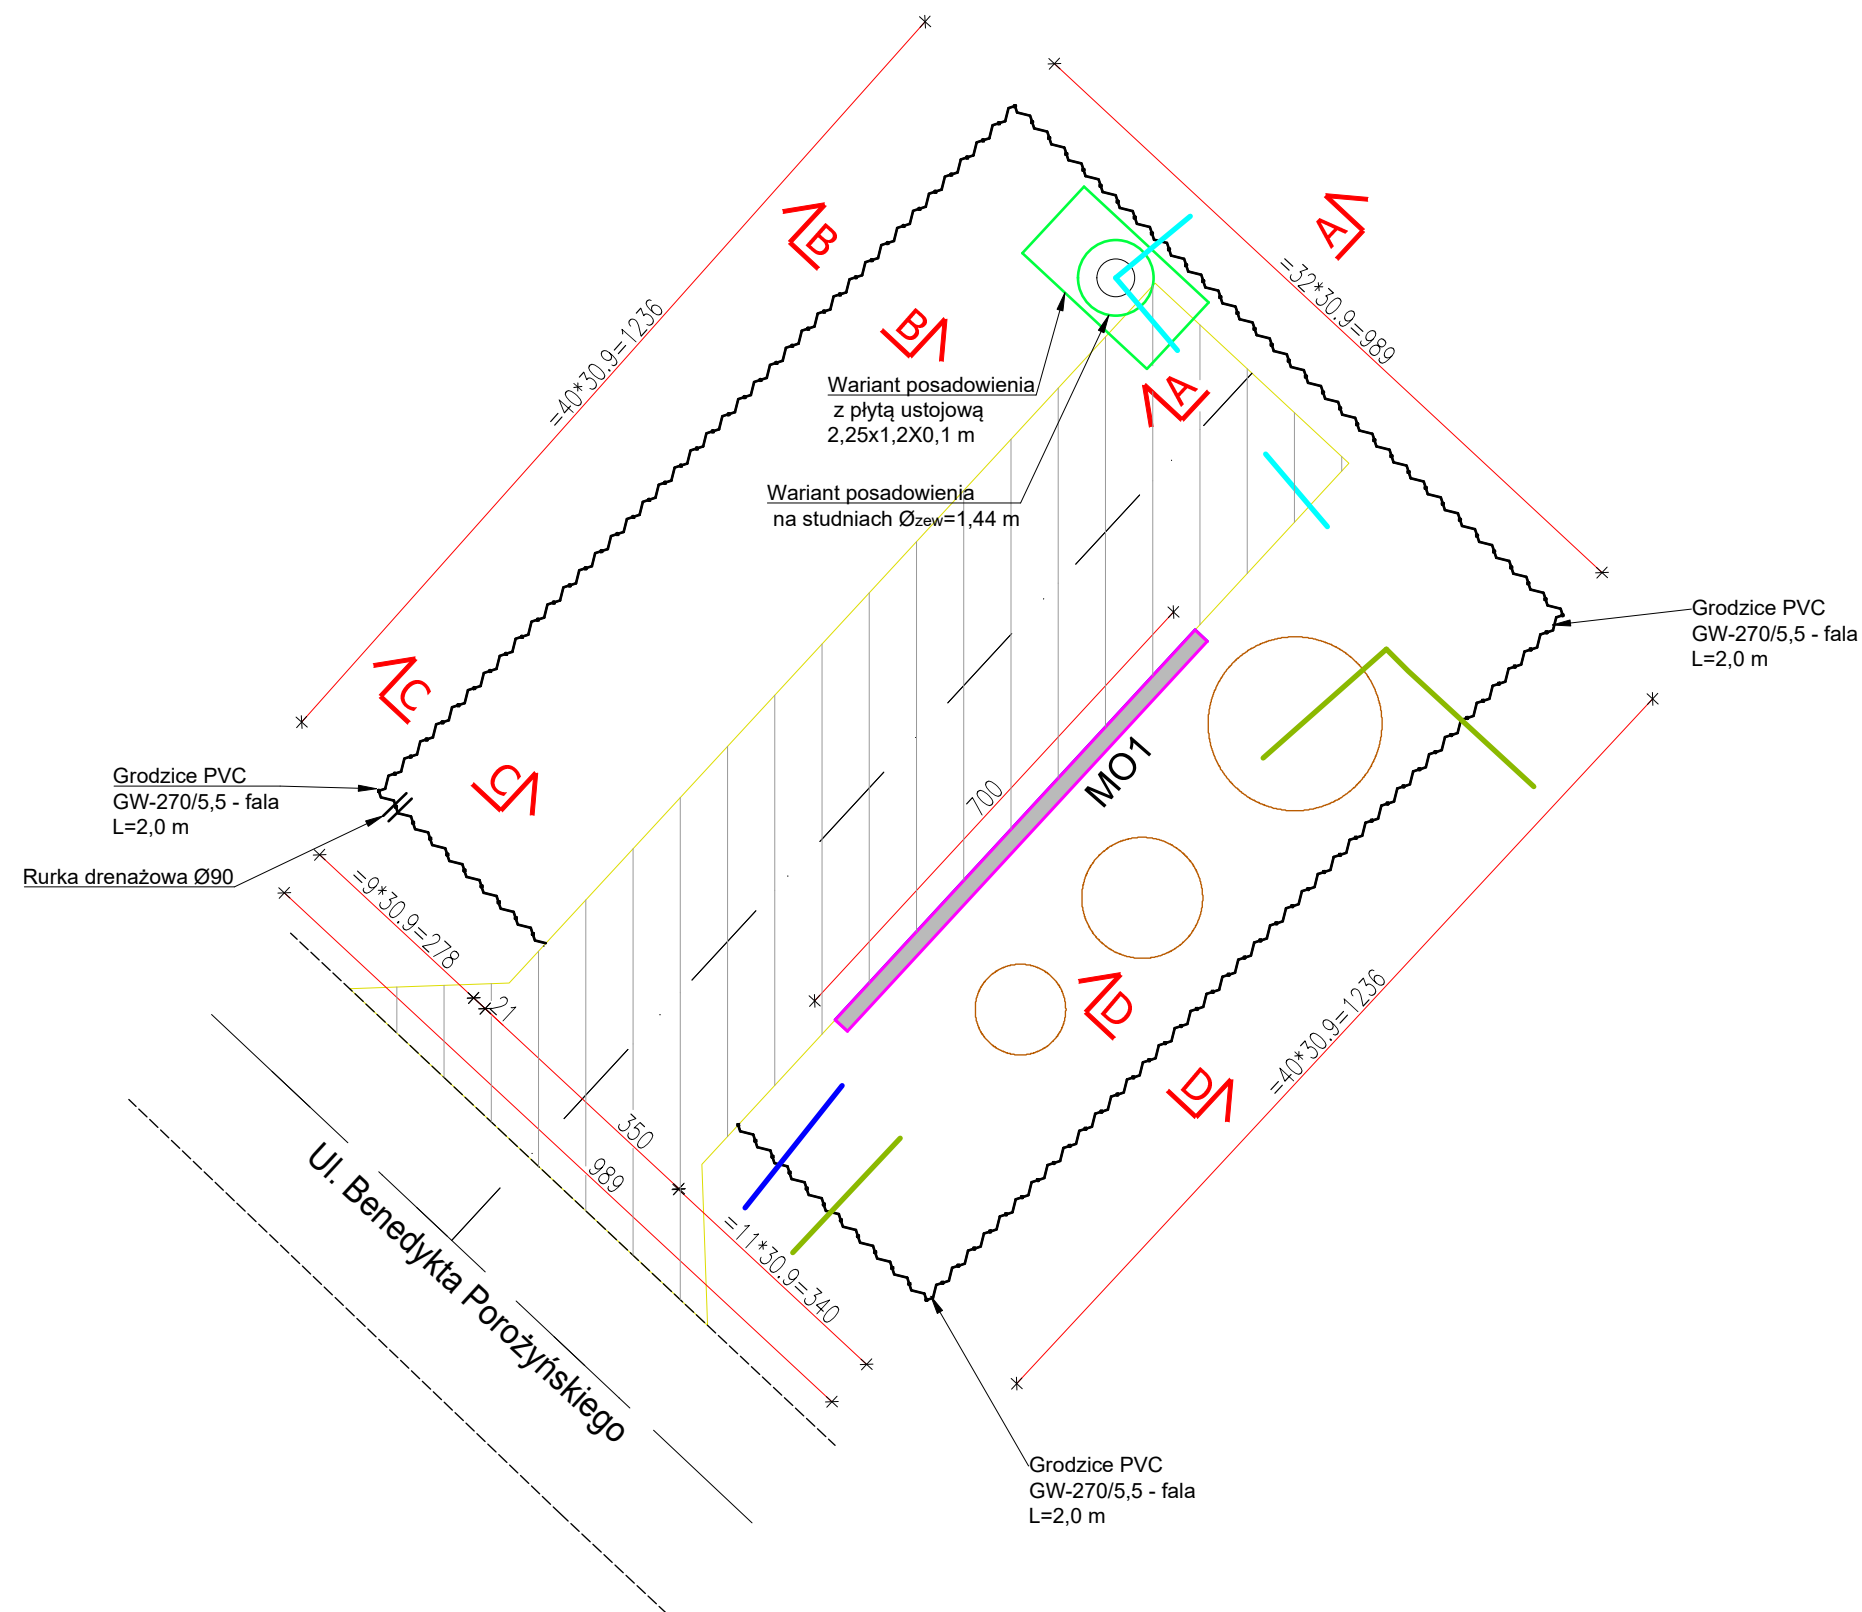 =40*30.9=1236
=32*30.9=989
A
B
B
A
Wariant posadowienia
z płytą ustojową
2,25x1,2X0,1 m
Wariant posadowienia
na studniach Øzew=1,44 m
Grodzice PVC
GW-270/5,5 - fala
L=2,0 m
C
C
Grodzice PVC
GW-270/5,5 - fala
L=2,0 m
Rurka drenażowa Ø90
700
MO1
=9*30.9=278
21
350
989
=11*30.9=340
D
D
=40*30.9=1236
Ul. Benedykta Porożyńskiego
Grodzice PVC
GW-270/5,5 - fala
L=2,0 m